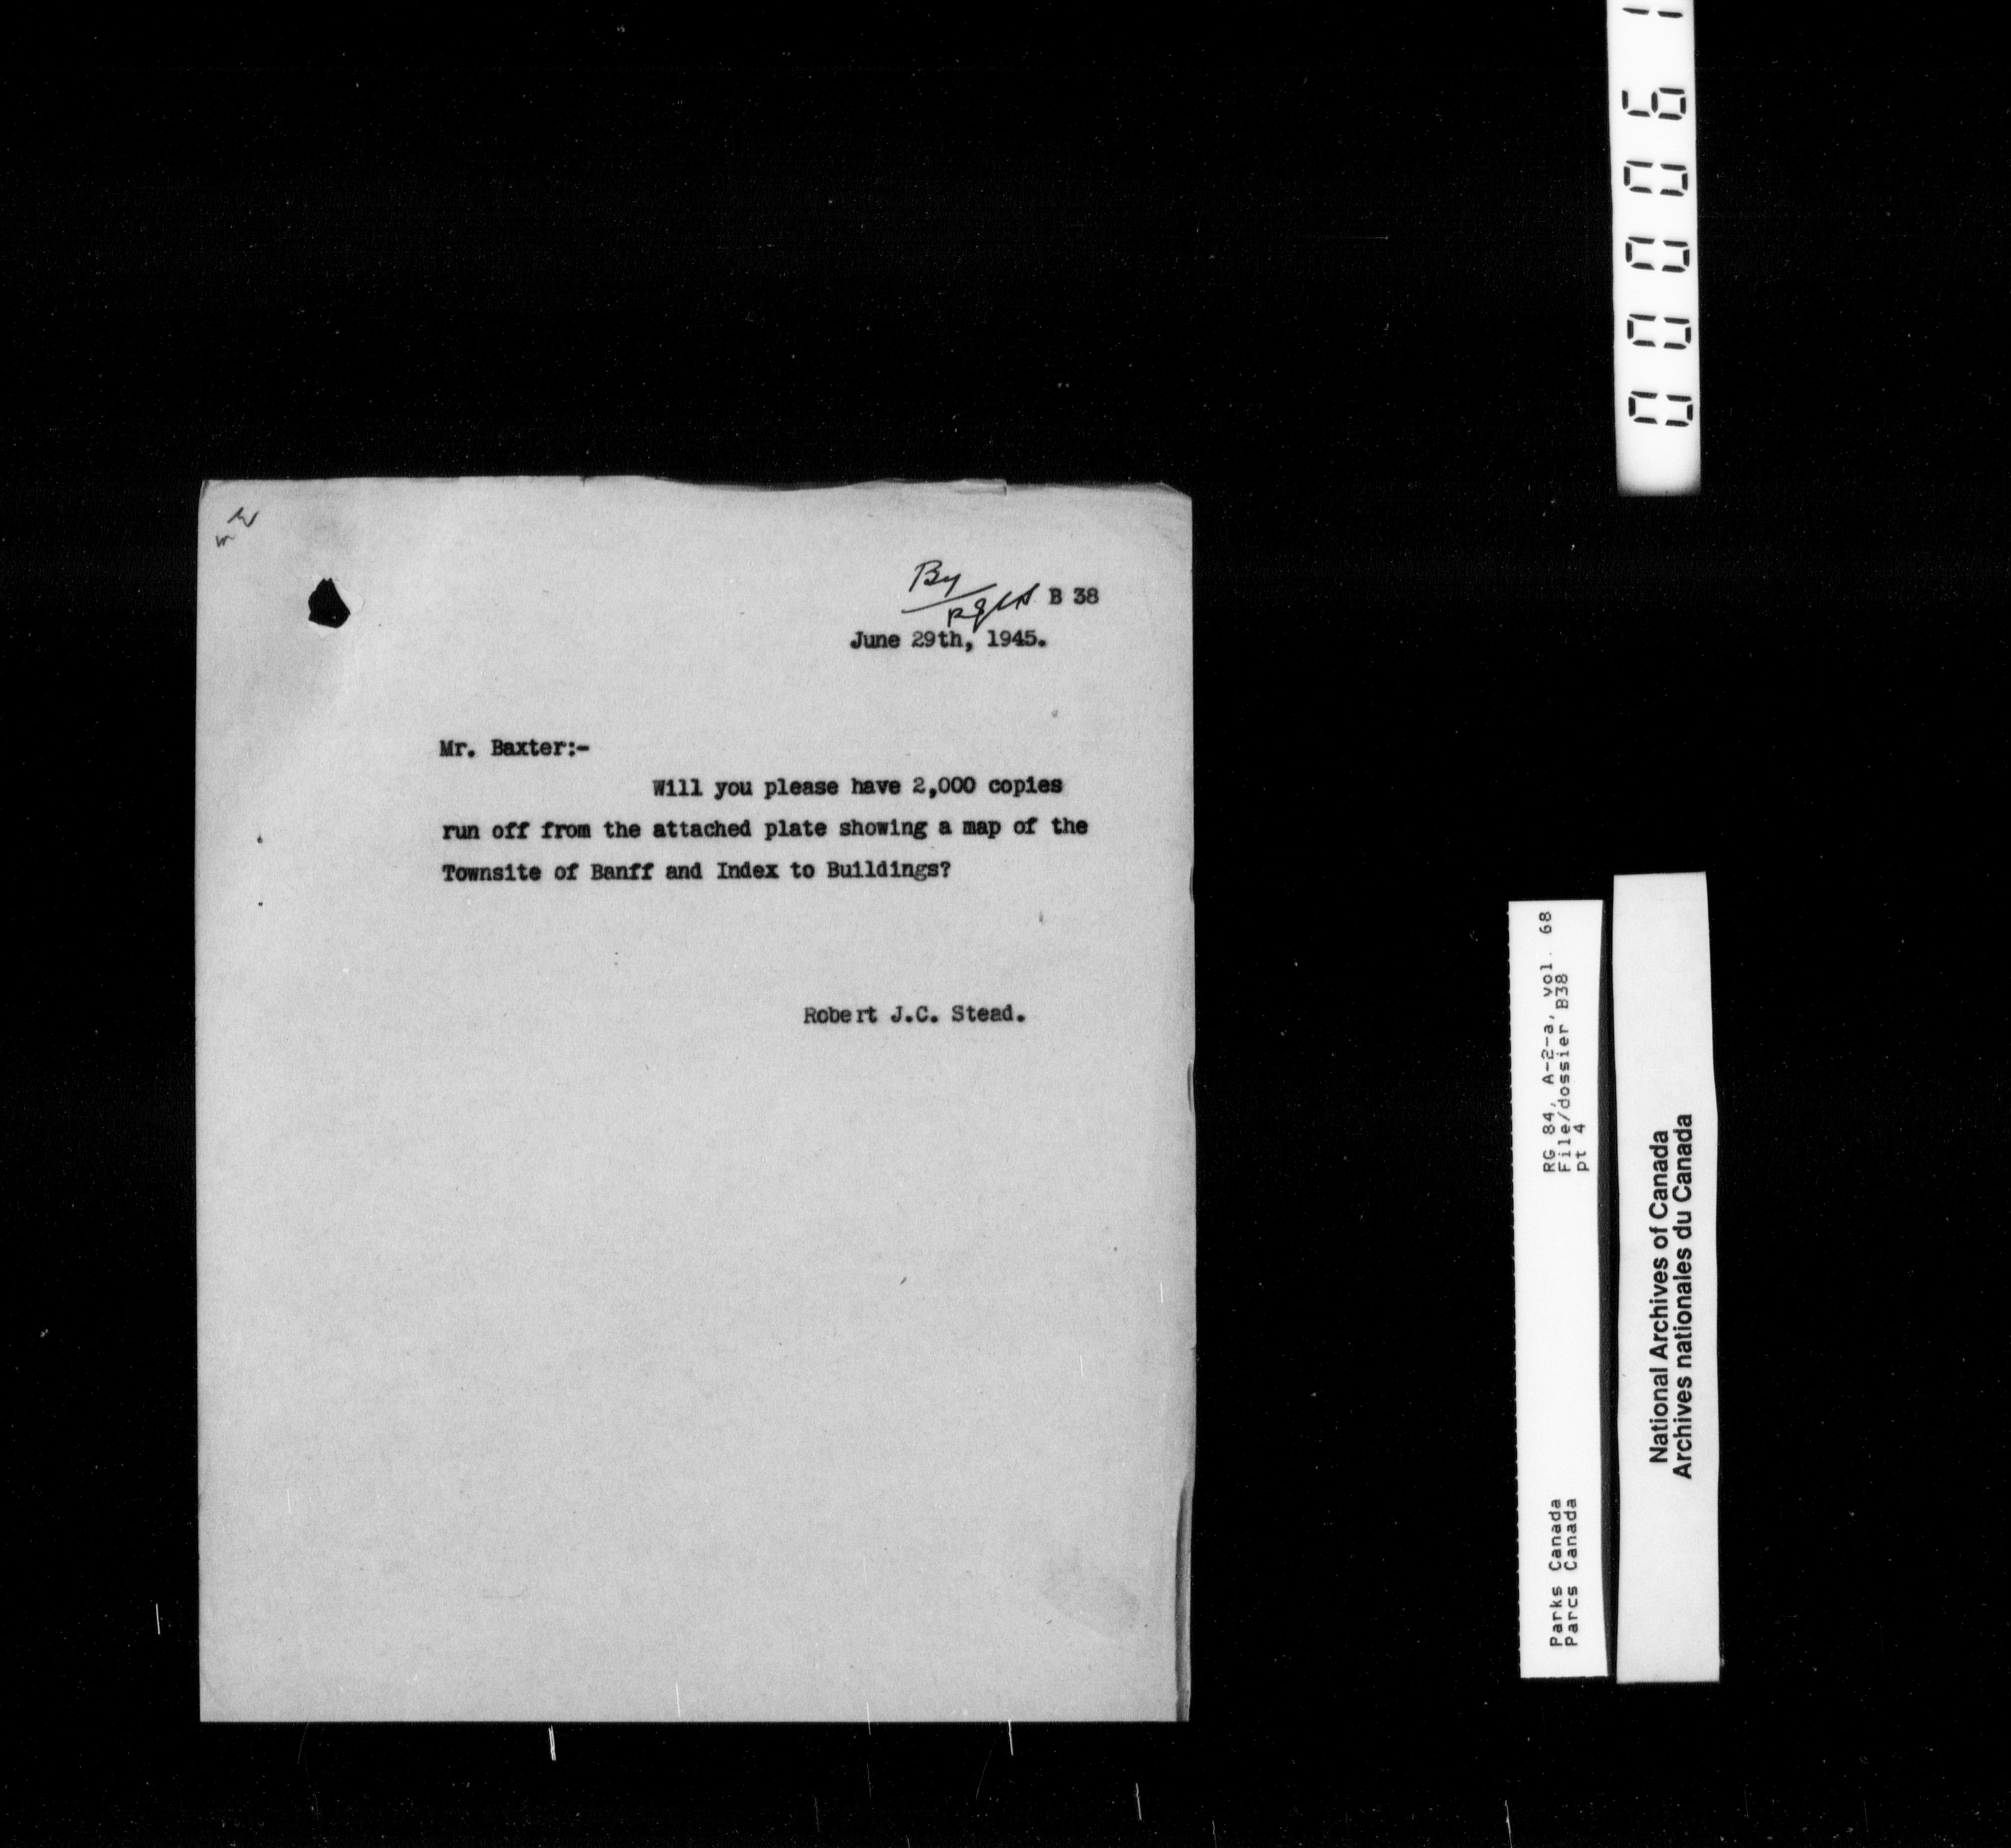 By
B 38
June 29th, 1945.
Mr. Baxter:-
Will you please have 2,000 copies
run off from the attached plate showing a map of the
Townsite of Banff and Index to Buildings?
Robert J.C. Stead.
RG 84, A-2-a, vol. 68
File/dossier B38
pt 4
Parks Canada
Parcs Canada
National Archives of Canada
Archives nationales du Canada